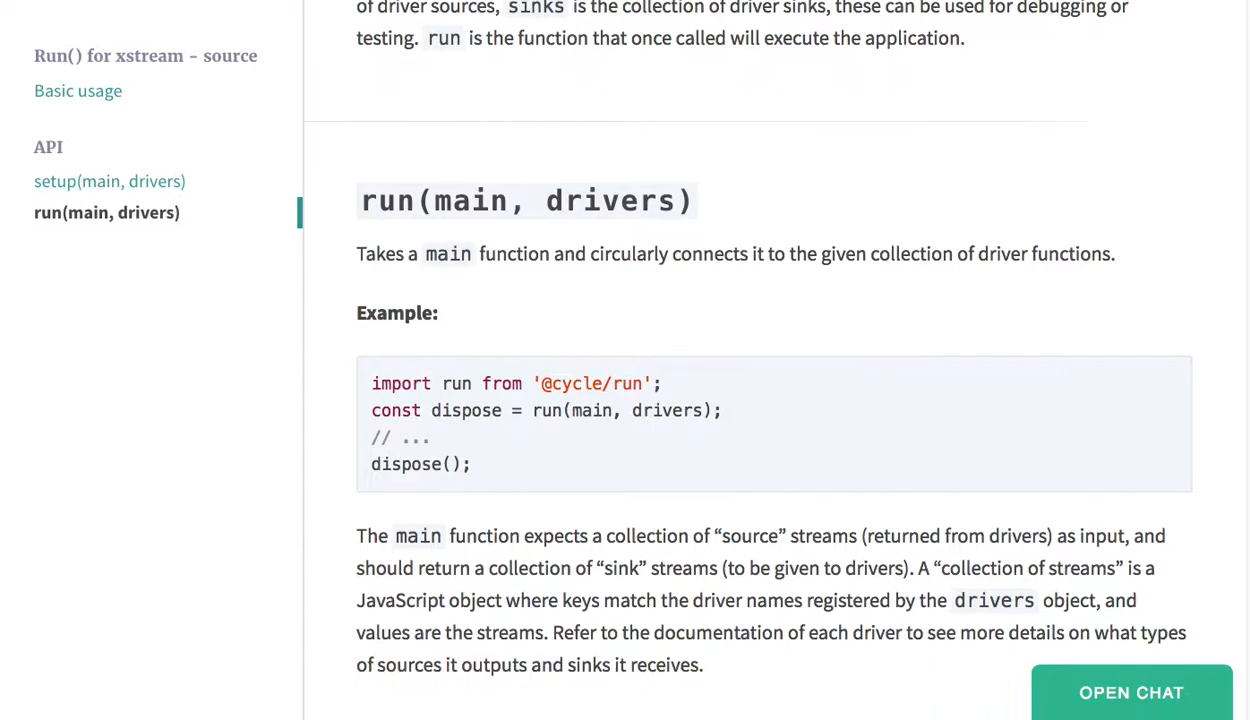 Run() for xstream - source
Basic usage
API
setup(main, drivers)
run(main, drivers)
of driver sources, sinks is the collection of driver sinks, these can be used for debugging or
testing. run is the function that once called will execute the application.
run(main, drivers)
Takes a main function and circularly connects it to the given collection of driver functions.
Example:
import run from '@cycle/run';
const dispose = run(main, drivers);
// ...
dispose();
The main function expects a collection of “source” streams (returned from drivers) as input, and
should return a collection of “sink” streams (to be given to drivers). A “collection of streams” is a
JavaScript object where keys match the driver names registered by the drivers object, and
values are the streams. Refer to the documentation of each driver to see more details on what types
of sources it outputs and sinks it receives.
OPEN CHAT